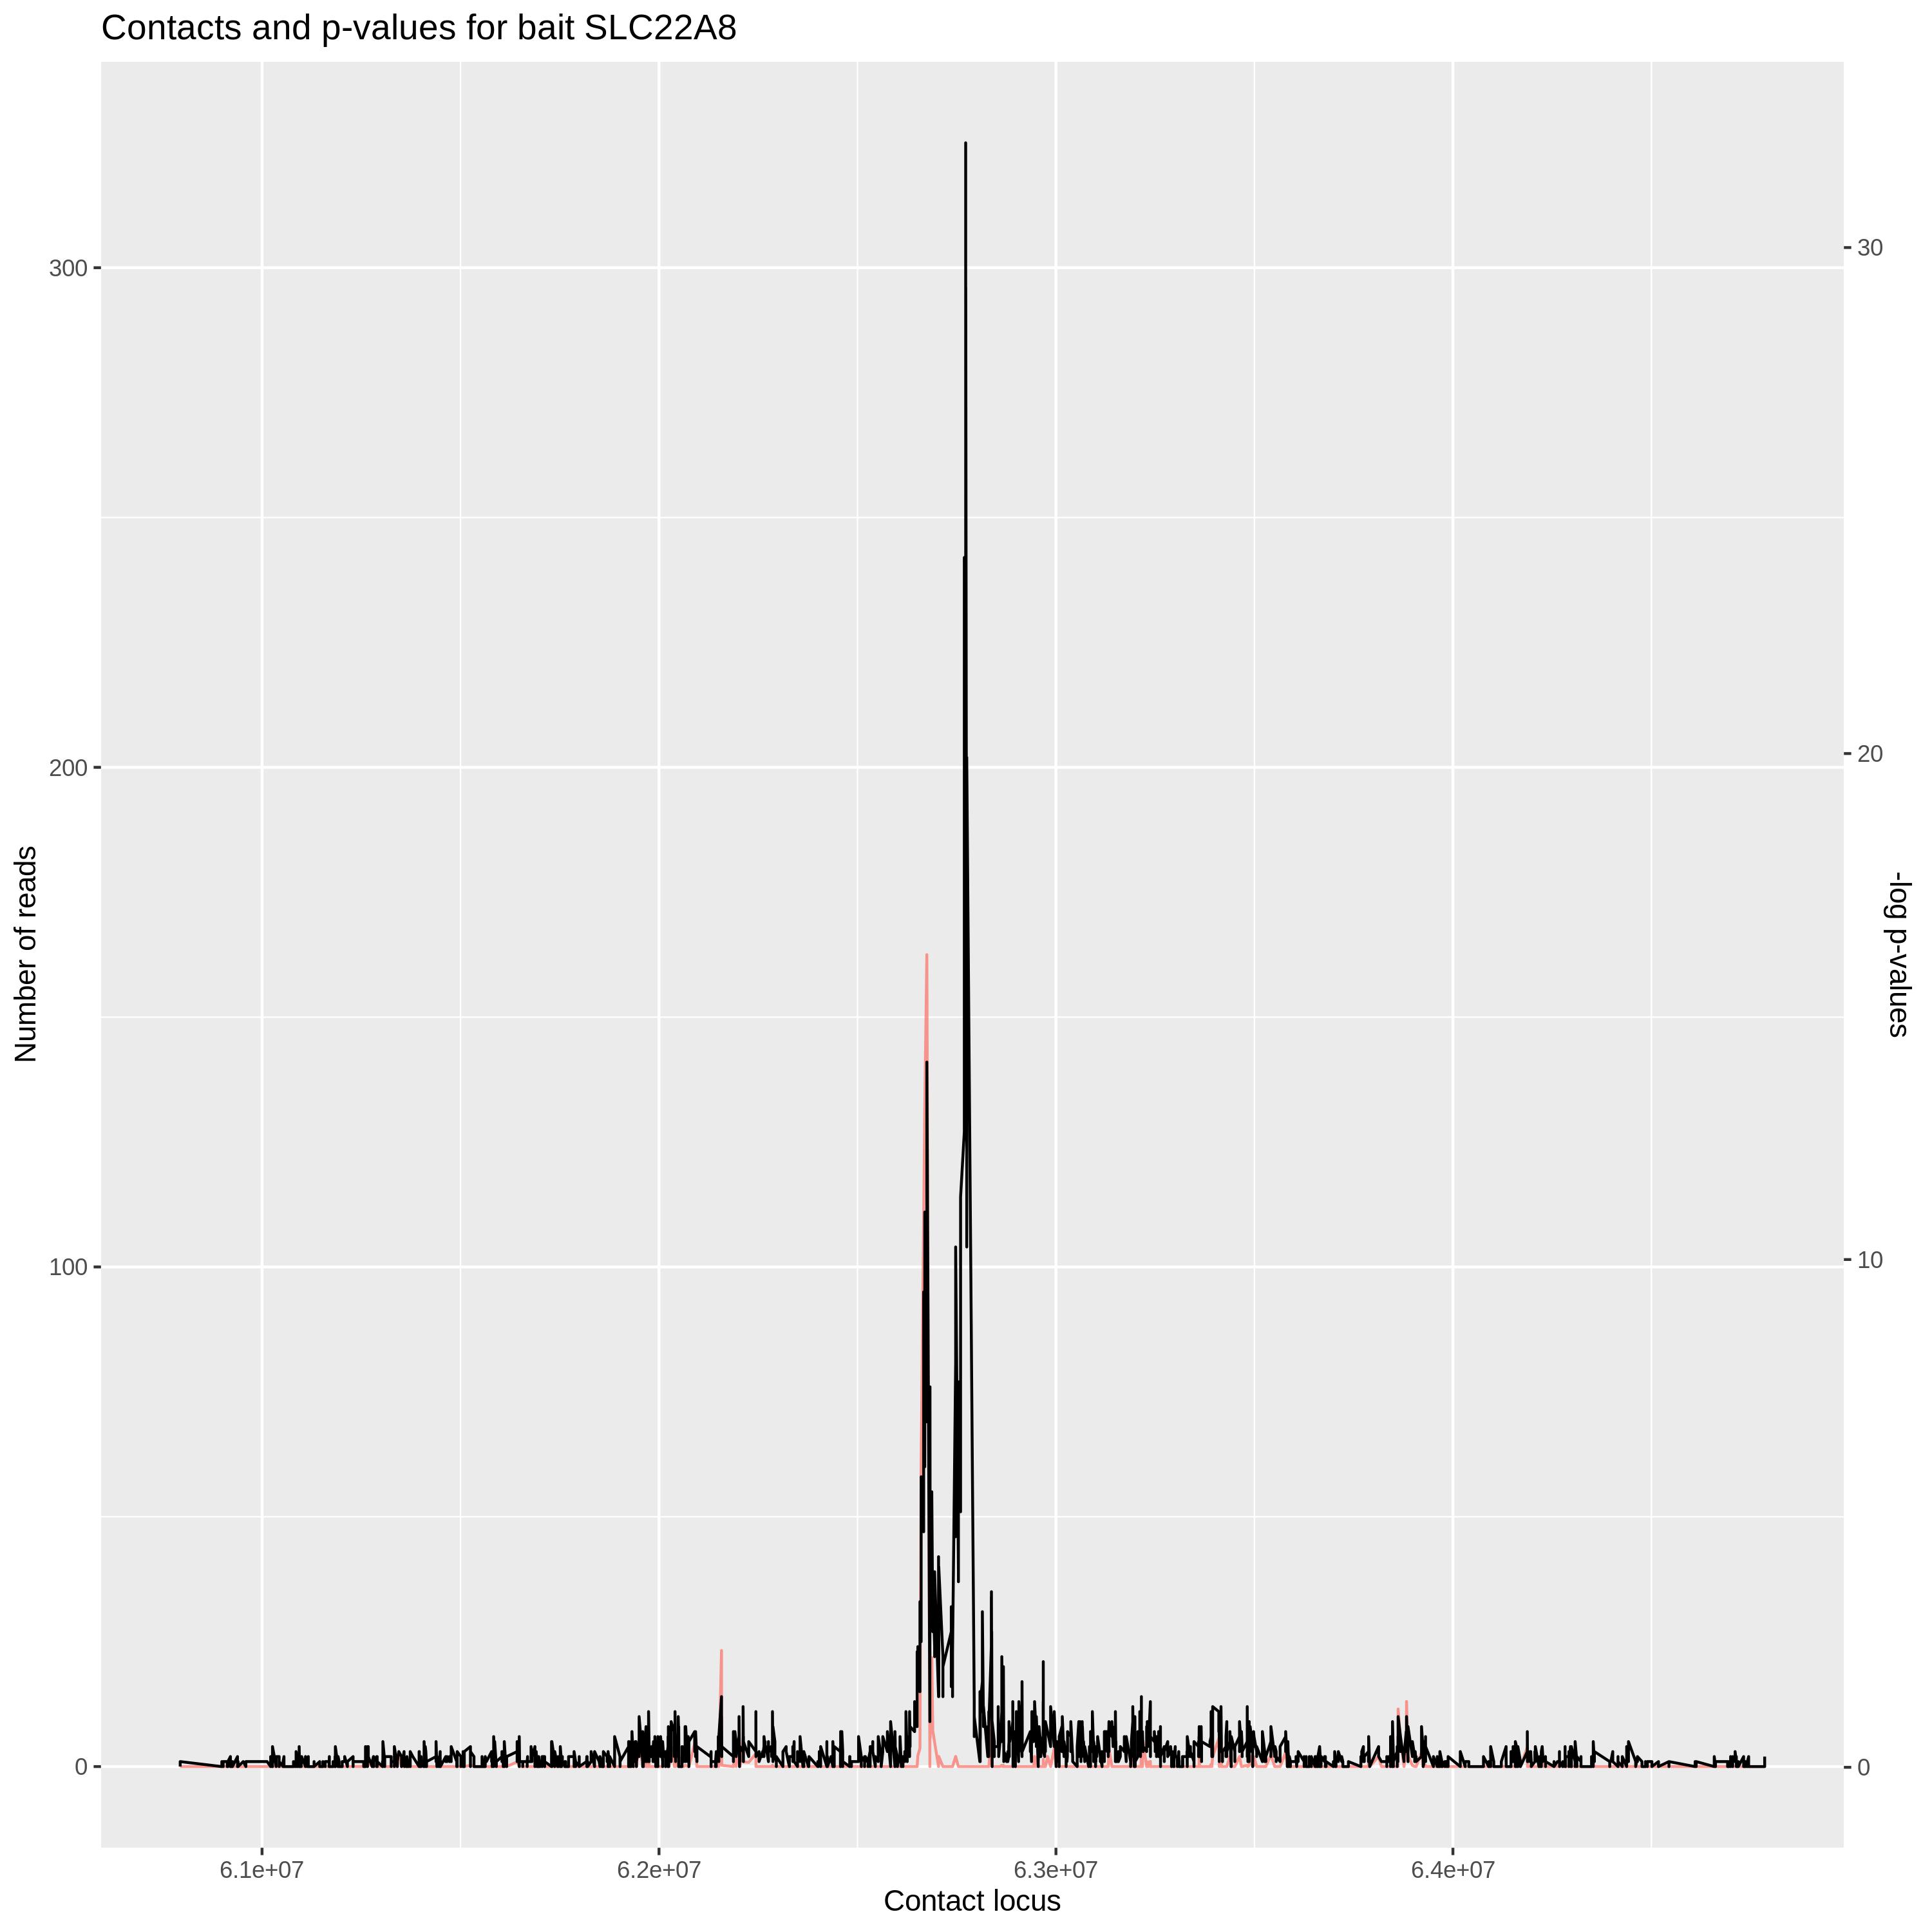 Contacts and p-values for bait SLC22A8
300
200
100
0
Number of reads
30
20
10
0
-log p-values
6.1e+07
6.2e+07
6.3e+07
6.4e+07
Contact locus